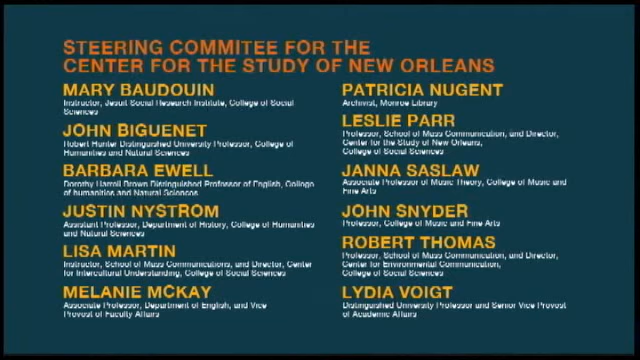 STEERING COMMITEE FOR THE
CENTER FOR THE STUDY OF NEW ORLEANS
MARY BAUDOUIN
Instructor, Jesuit Social Research Institute, College of Social
Sciences
JOHN BIGUENET
Robert Hunter Distinguished University Professor, College of
Humanities and Natural Sciences
BARBARA EWELL
Dorothy Harrell Brown Distinguished Professor of English, College
of humanities and Natural Sciences
JUSTIN NYSTROM
Assistant Professor, Department of History, College of Humanities
and Natural Sciences
LISA MARTIN
Instructor, School of Mass Communications, and Director, Center
for Intercultural Understanding, College of Social Sciences
MELANIE MCKAY
Associate Professor, Department of English, and Vice
Provost of Faculty Affairs
PATRICIA NUGENT
Archivist, Monroe Library
LESLIE PARR
Professor, School of Mass Communication, and Director,
Center for the Study of New Orleans,
College of Social Sciences
JANNA SASLAW
Associate Professor of Music Theory, College of Music and
Fine Arts
JOHN SNYDER
Professor, College of Music and Fine Arts
ROBERT THOMAS
Professor, School of Mass Communication, and Director,
Center for Environmental Communication,
College of Social Sciences
LYDIA VOIGT
Distinguished University Professor and Senior Vice Provost
of Academic Affairs